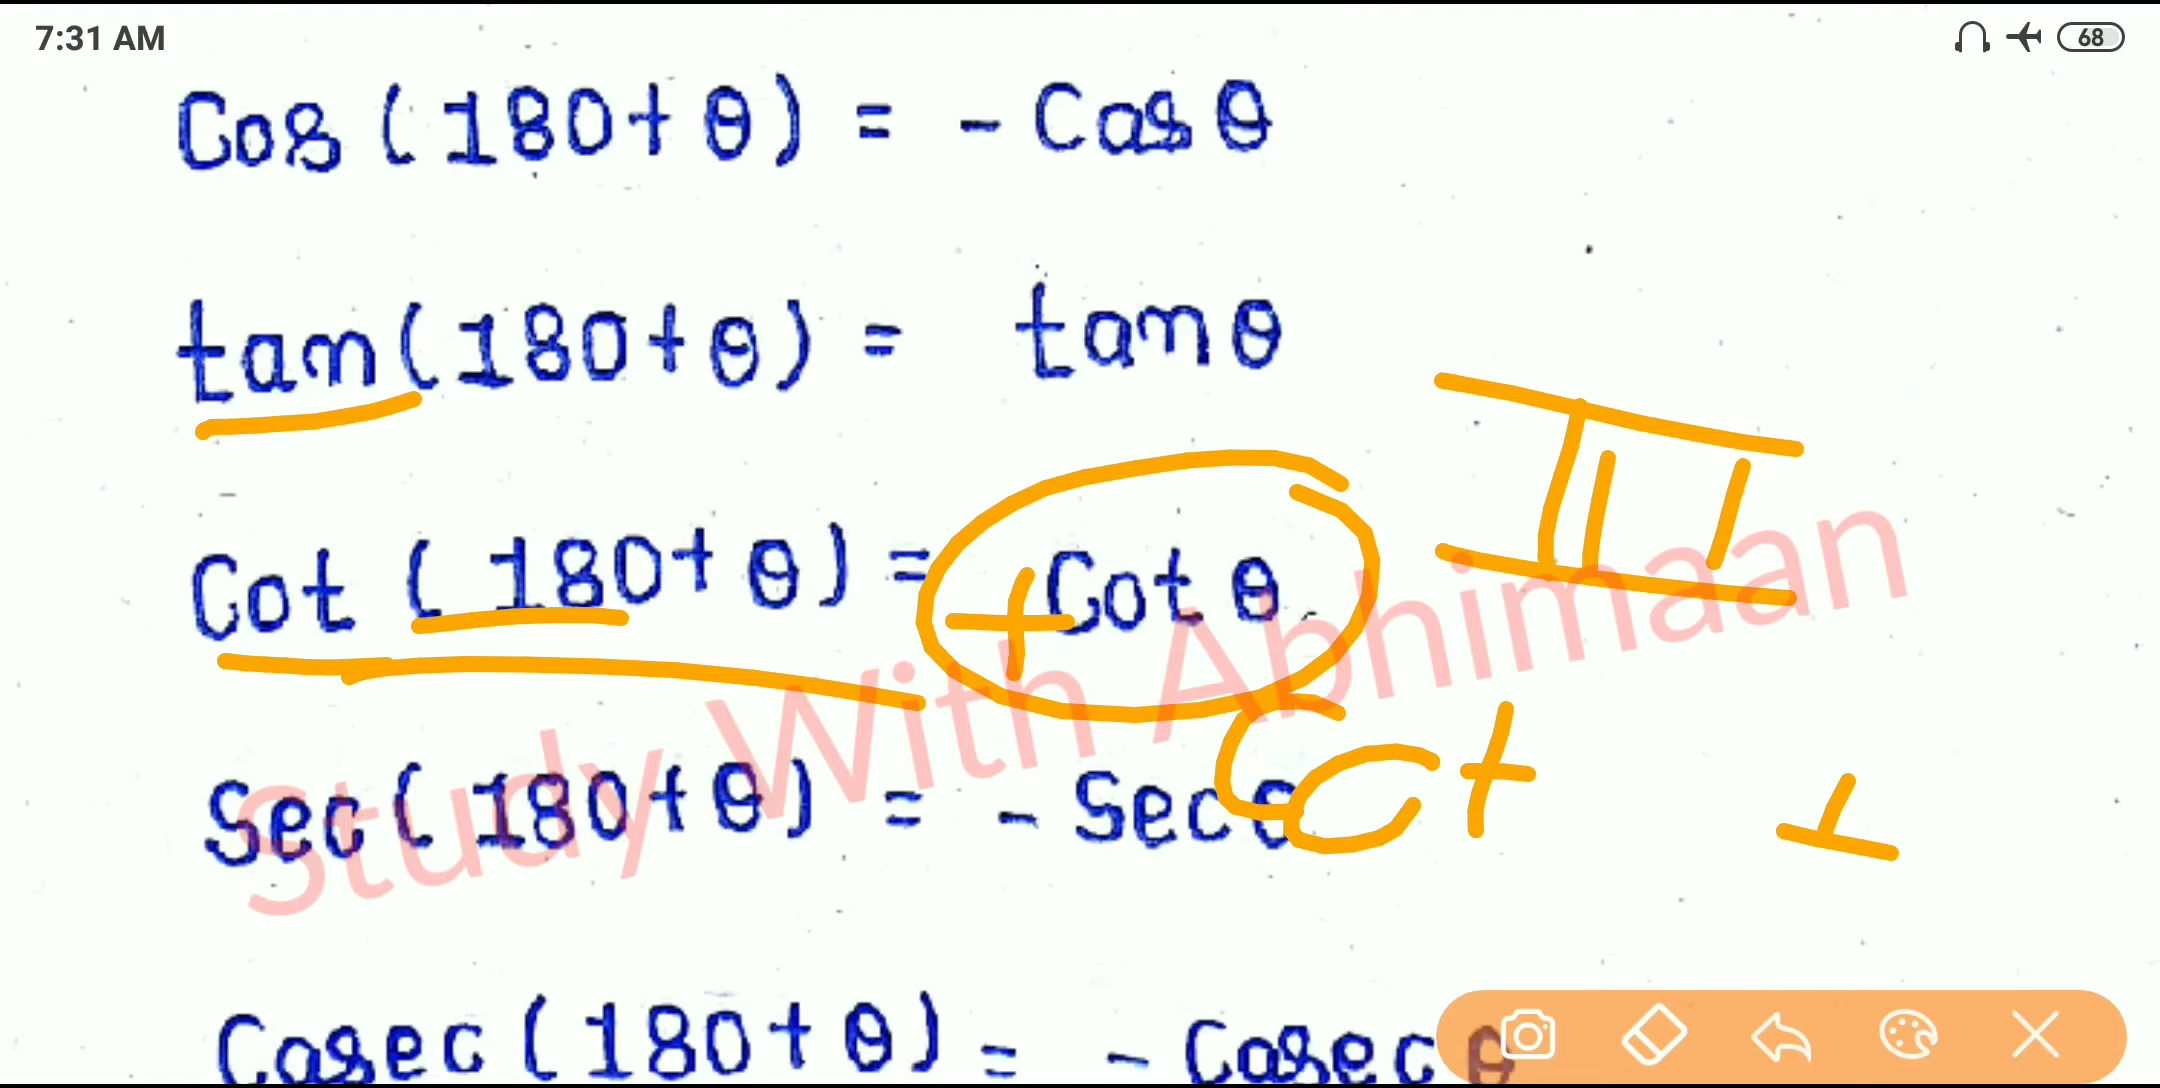 7:31 AM 68
Cos (180+θ) = - Cos θ
tan(180+θ) = tan θ
III
Cot (180+θ) = + Cot θ
Cot
Sec (180+θ) = - Sec θ
Study With Abhimaan
Cosec (180+θ) = - Cosec θ